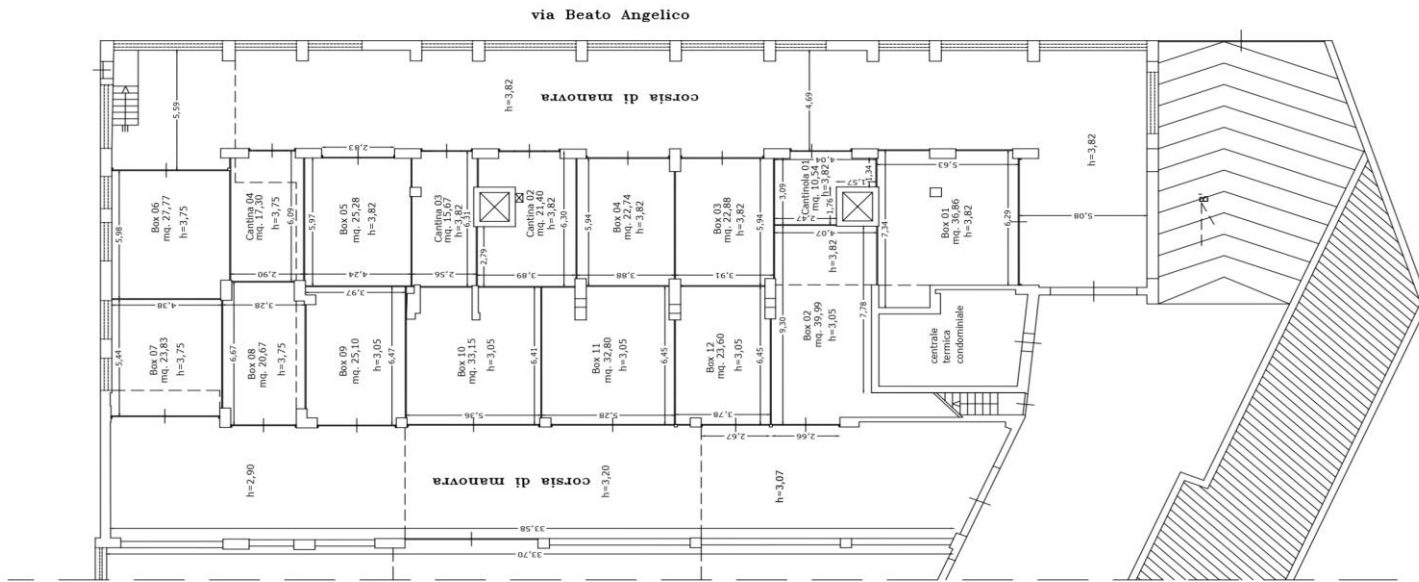 via Beato Angelico
corsia di manovra
h=3,82
5,59
4,69
h=3,82
2,83
4,04
5,63
Box 06
mq. 27,77
h=3,75
5,98
Cantina 04
mq. 17,30
h=3,75
6,09
2,90
Box 05
mq. 25,28
h=3,82
5,97
4,24
Cantina 03
mq. 15,67
h=3,82
6,31
2,56
Cantina 02
mq. 21,40
h=3,82
6,30
2,79
3,89
Box 04
mq. 22,74
h=3,82
5,94
3,88
Box 03
mq. 22,88
h=3,82
5,94
3,91
Cantinola 01
mq. 10,54
h=3,82
3,09
1,34
1,57
1,76
2,47
4,07
Box 01
mq. 36,86
h=3,82
7,34
6,29
5,08
4,38
Box 07
mq. 23,83
h=3,75
5,44
3,28
Box 08
mq. 20,67
h=3,75
6,67
3,97
Box 09
mq. 25,10
h=3,05
6,47
Box 10
mq. 33,15
h=3,05
6,41
5,36
Box 11
mq. 32,80
h=3,05
6,45
5,28
Box 12
mq. 23,60
h=3,05
6,45
3,78
h=3,82
Box 02
mq. 39,99
h=3,05
9,30
7,78
centrale
termica
condominiale
2,67
2,66
h=2,90
corsia di manovra
h=3,20
h=3,07
33,58
33,70